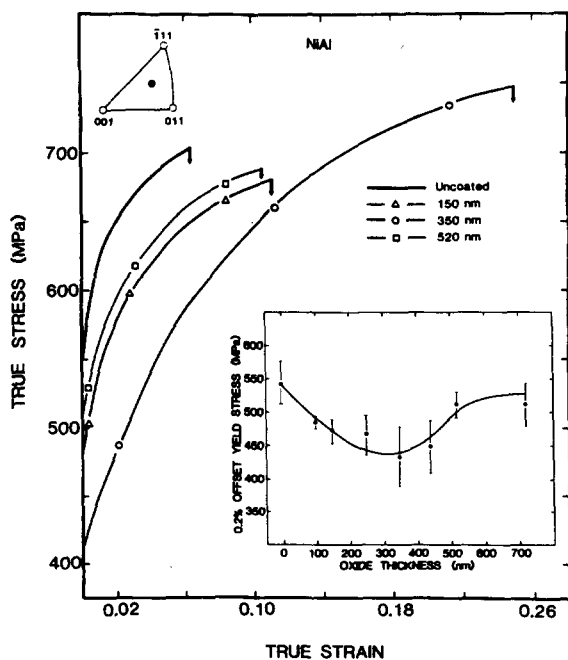 NiAl
1̄11
001
011
TRUE STRESS (MPa)
700
600
500
400
Uncoated
150 nm
350 nm
520 nm
0.2% OFFSET YIELD STRESS (MPa)
600
550
500
450
400
350
0 100 200 300 400 500 600 700
OXIDE THICKNESS (nm)
0.02 0.10 0.18 0.26
TRUE STRAIN